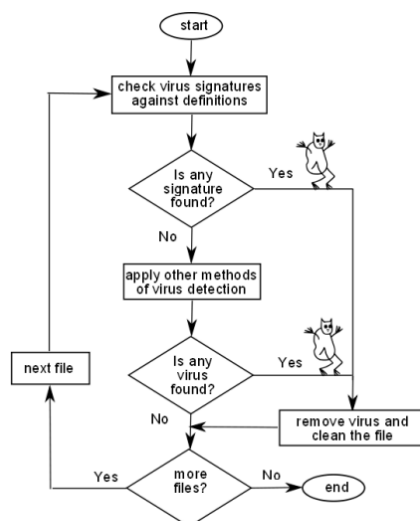 start
check virus signatures
against definitions
Is any
signature
found?
Yes
No
apply other methods
of virus detection
Is any
virus
found?
Yes
next file
No
remove virus and
clean the file
Yes
more
files?
No
end